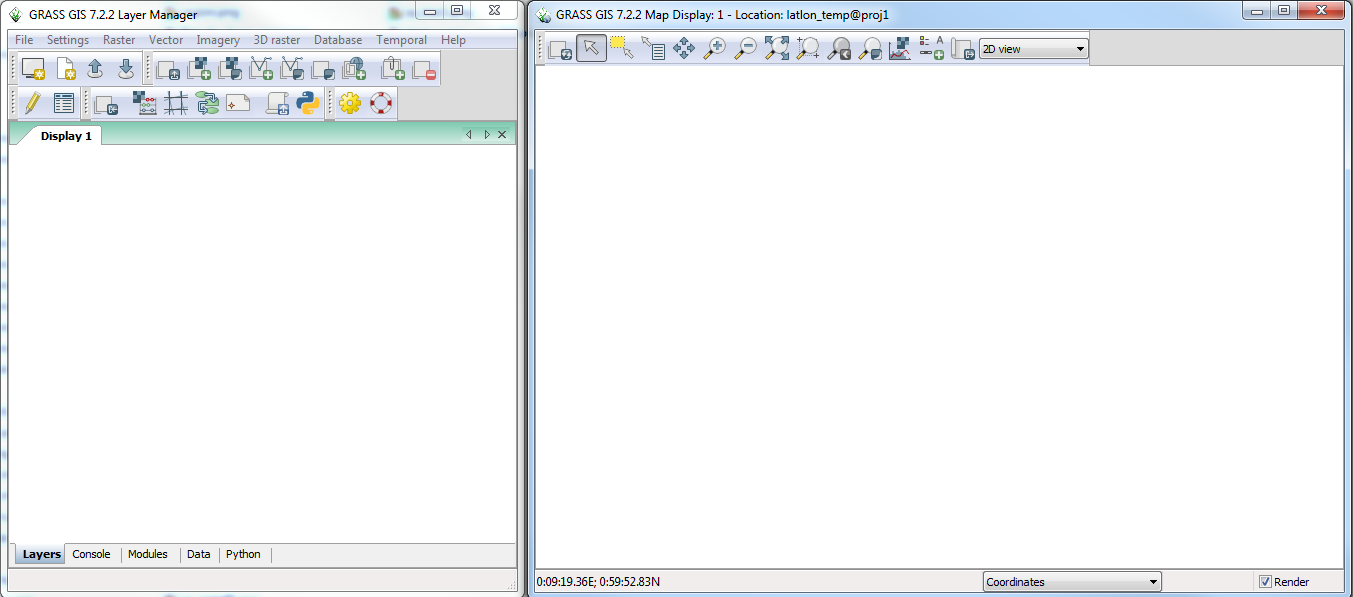 GRASS GIS 7.2.2 Layer Manager
File Settings Raster Vector Imagery 3D raster Database Temporal Help
Display 1
Layers Console Modules Data Python
GRASS GIS 7.2.2 Map Display: 1 - Location: latlon_temp@proj1
2D view
0:09:19.36E; 0:59:52.83N
Coordinates
Render